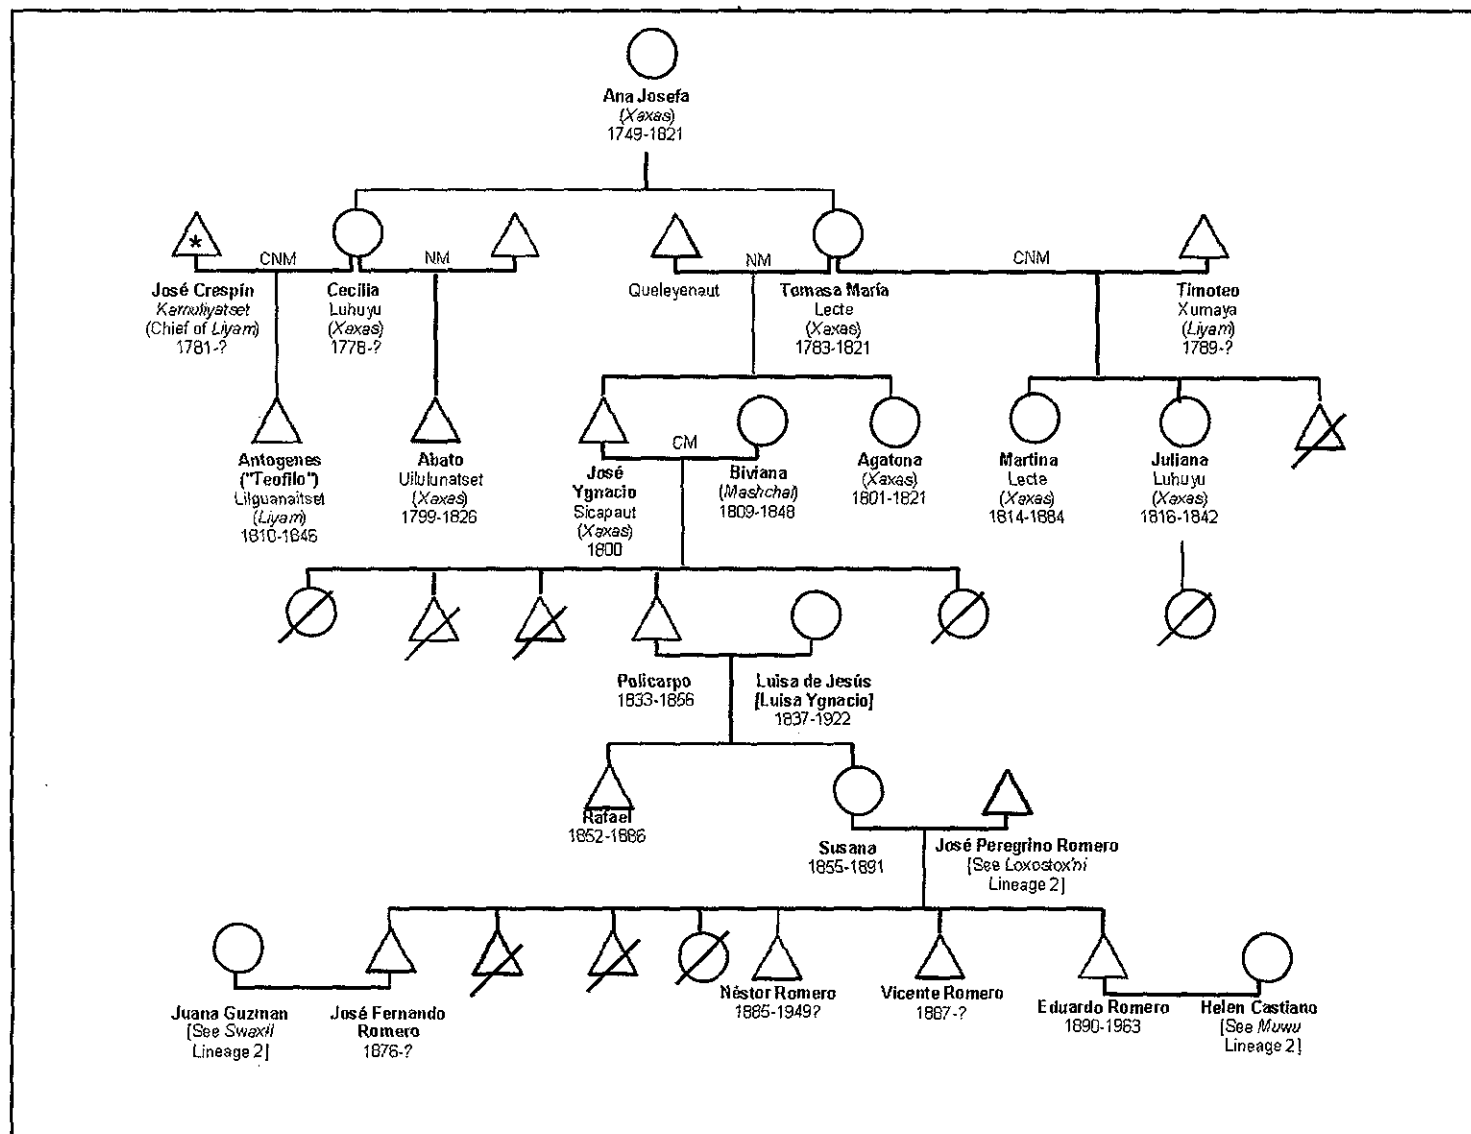 Ana Josefa
(Xaxas)
1749-1821
*
CNM
NM
NM
CNM
José Crespín
Kamuliyatset
(Chief of Liyam)
1781-?
Cecilia
Luhuyu
(Xaxas)
1778-?
Queleyenaut
Tomasa María
Lecte
(Xaxas)
1783-1821
Timoteo
Xumaya
(Liyam)
1789-?
CM
Antogenes
("Teofilo")
Lilguanaitset
(Liyam)
1810-1846
Abato
Uilulunatset
(Xaxas)
1799-1826
José
Ygnacio
Sicapaut
(Xaxas)
1800
Biviana
(Mashchal)
1809-1848
Agatona
(Xaxas)
1801-1821
Martina
Lecte
(Xaxas)
1814-1884
Juliana
Luhuyu
(Xaxas)
1816-1842
Policarpo
1833-1856
Luisa de Jesús
[Luisa Ygnacio]
1837-1922
Rafael
1852-1886
Susana
1855-1891
José Peregrino Romero
[See Loxostox'ni
Lineage 2]
Juana Guzman
[See Swaxil
Lineage 2]
José Fernando
Romero
1876-?
Néstor Romero
1885-1949?
Vicente Romero
1887-?
Eduardo Romero
1890-1963
Helen Castiano
[See Muwu
Lineage 2]